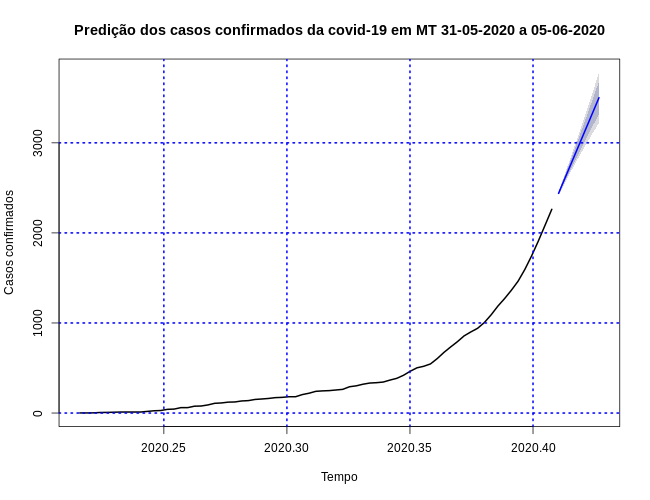 Predição dos casos confirmados da covid-19 em MT 31-05-2020 a 05-06-2020
Casos confirmados
3000
2000
1000
0
2020.25 2020.30 2020.35 2020.40
Tempo